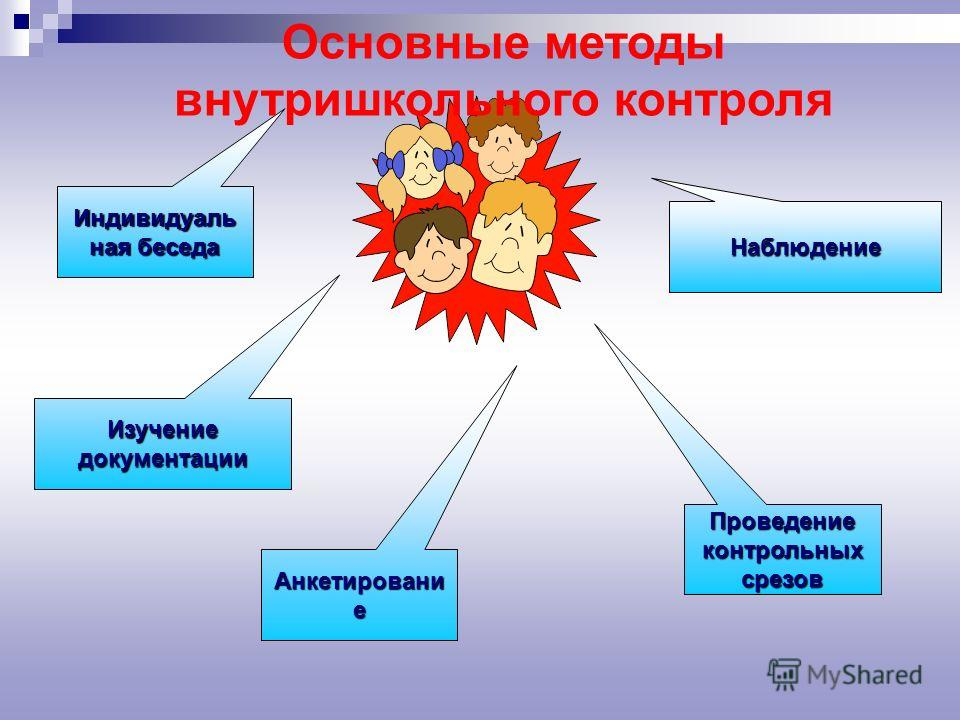 Основные методы
внутришкольного контроля
Индивидуаль
ная беседа
Наблюдение
Изучение
документации
Анкетировани
е
Проведение
контрольных
срезов
MyShared